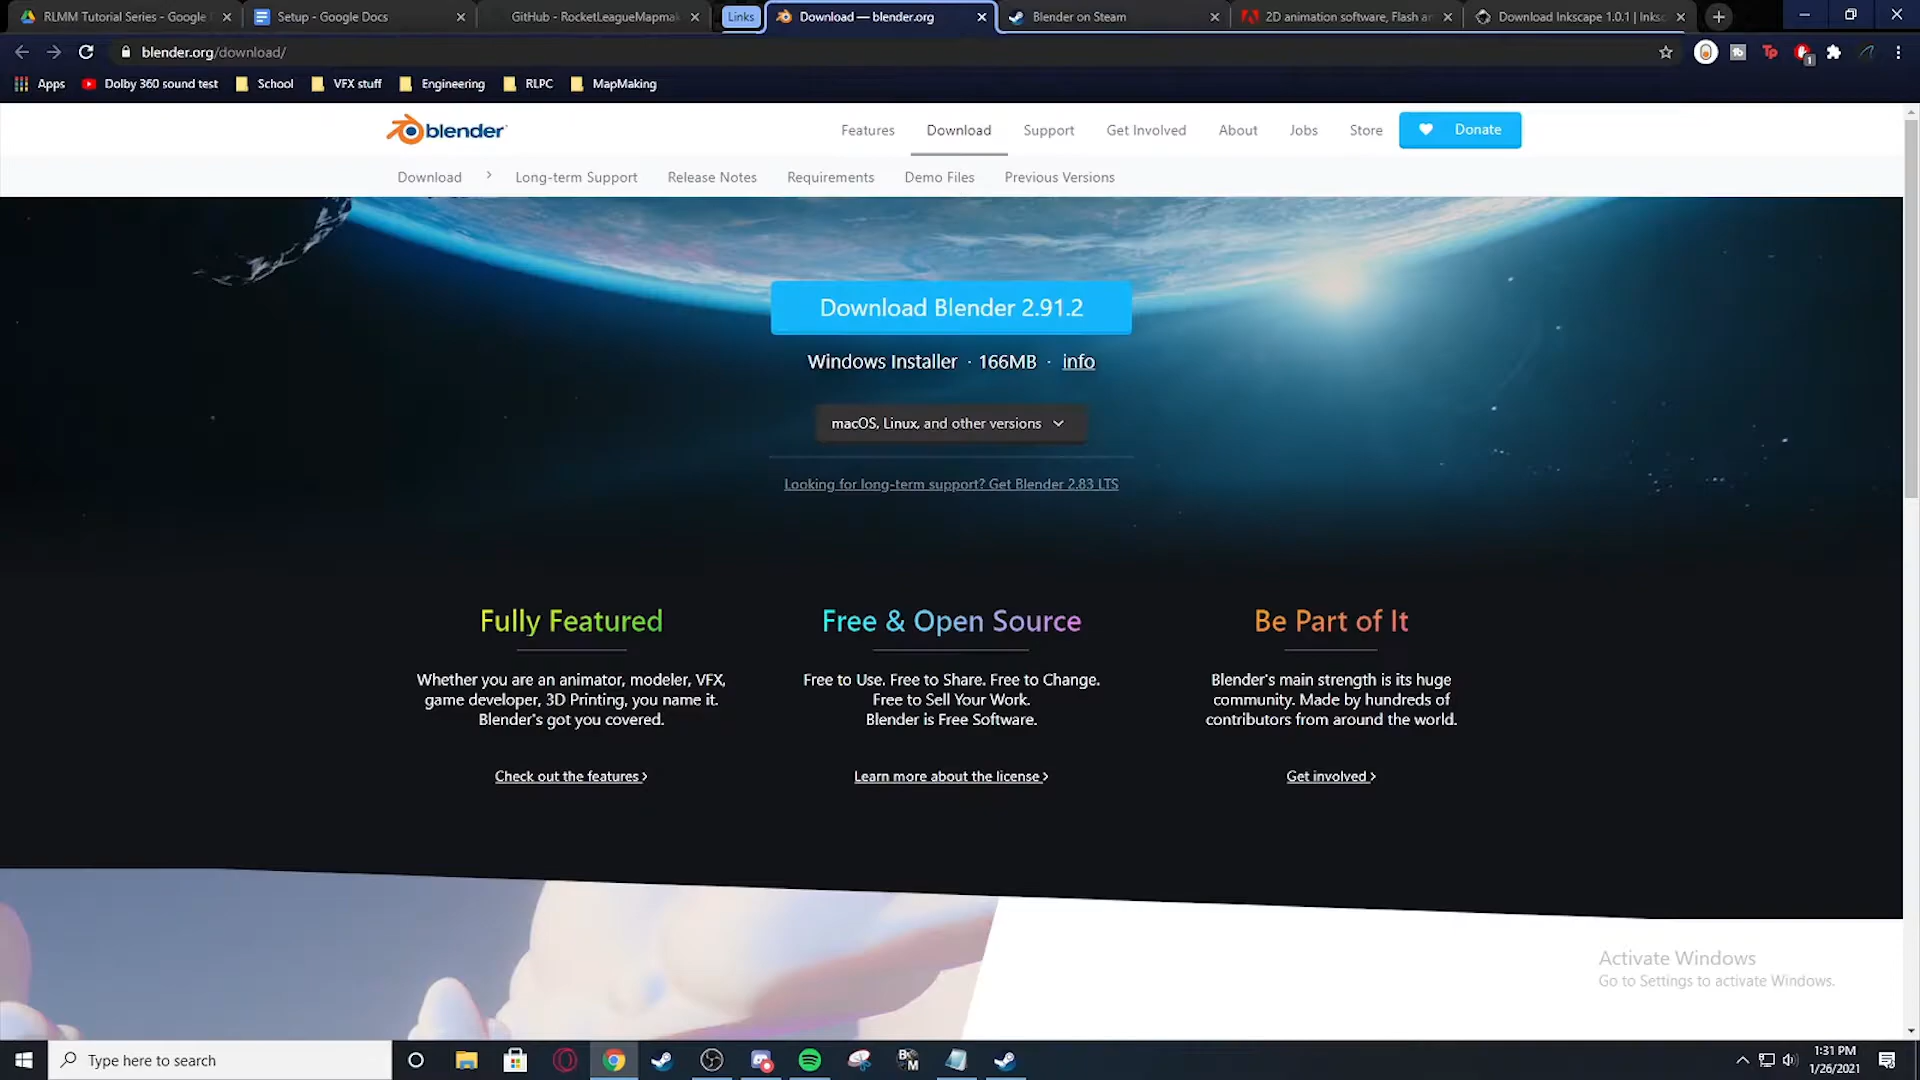 RLMM Tutorial Series - Google
Setup - Google Docs
GitHub - RocketLeagueMapmak
Links
Download — blender.org
Blender on Steam
2D animation software, Flash an
Download Inkscape 1.0.1 | Inksc
blender.org/download/
Apps
Dolby 360 sound test
School
VFX stuff
Engineering
RLPC
MapMaking
blender
Features
Download
Support
Get Involved
About
Jobs
Store
Donate
Download
Long-term Support
Release Notes
Requirements
Demo Files
Previous Versions
Download Blender 2.91.2
Windows Installer · 166MB · info
macOS, Linux, and other versions
Looking for long-term support? Get Blender 2.83 LTS
Fully Featured
Whether you are an animator, modeler, VFX,
game developer, 3D Printing, you name it.
Blender's got you covered.
Check out the features ›
Free & Open Source
Free to Use. Free to Share. Free to Change.
Free to Sell Your Work.
Blender is Free Software.
Learn more about the license ›
Be Part of It
Blender's main strength is its huge
community. Made by hundreds of
contributors from around the world.
Get involved ›
Activate Windows
Go to Settings to activate Windows.
Type here to search
1:31 PM
1/26/2021